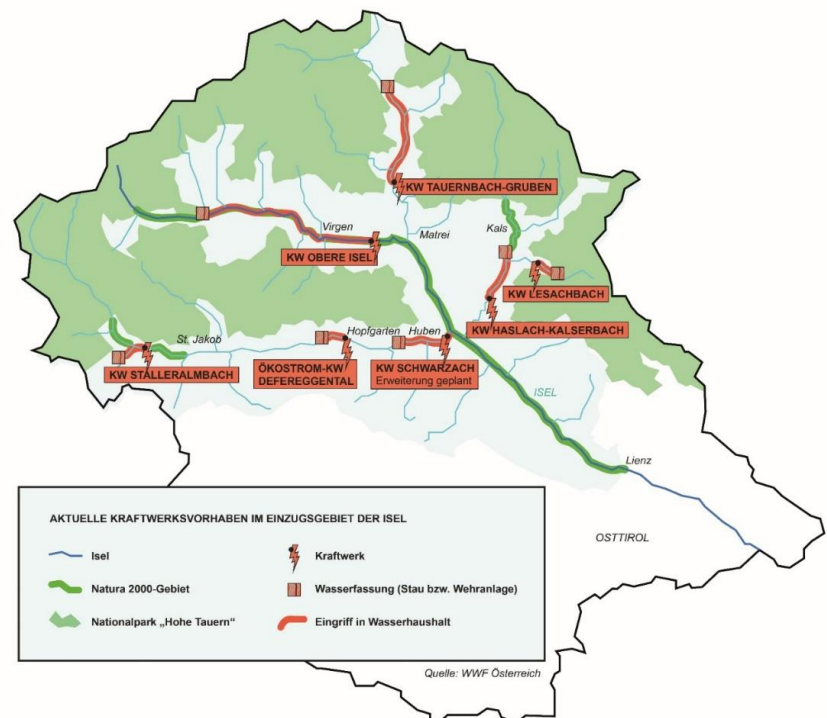 KW TAUERNBACH-GRUBEN
Virgen
Matrei
Kals
KW OBERE ISEL
KW LESACHBACH
KW HASLACH-KALSERBACH
St. Jakob
Hopfgarten
Huben
KW STALLERALMBACH
ÖKOSTROM-KW
DEFEREGGENTAL
KW SCHWARZACH
Erweiterung geplant
ISEL
Lienz
OSTTIROL
AKTUELLE KRAFTWERKSVORHABEN IM EINZUGSGEBIET DER ISEL
Isel
Kraftwerk
Natura 2000-Gebiet
Wasserfassung (Stau bzw. Wehranlage)
Nationalpark „Hohe Tauern“
Eingriff in Wasserhaushalt
Quelle: WWF Österreich